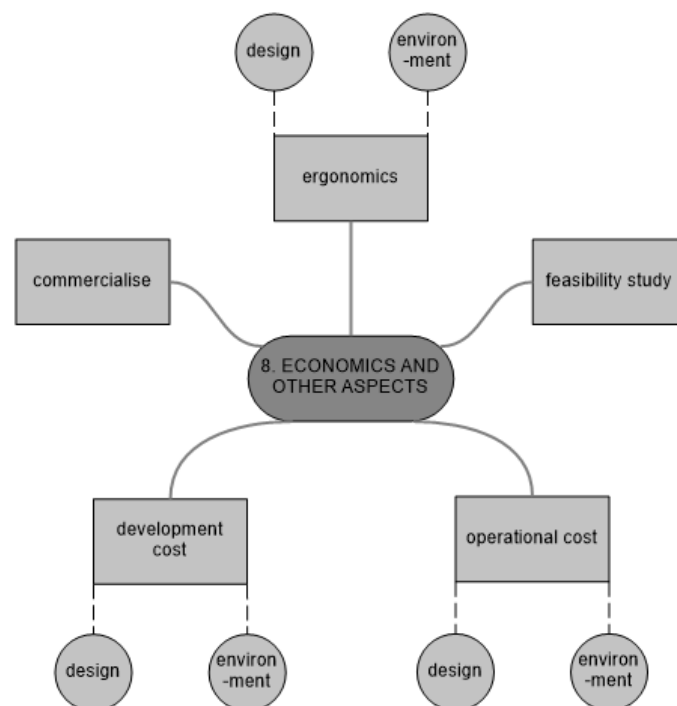 design
environ
-ment
ergonomics
commercialise
feasibility study
8. ECONOMICS AND
OTHER ASPECTS
development
cost
operational cost
design
environ
-ment
design
environ
-ment